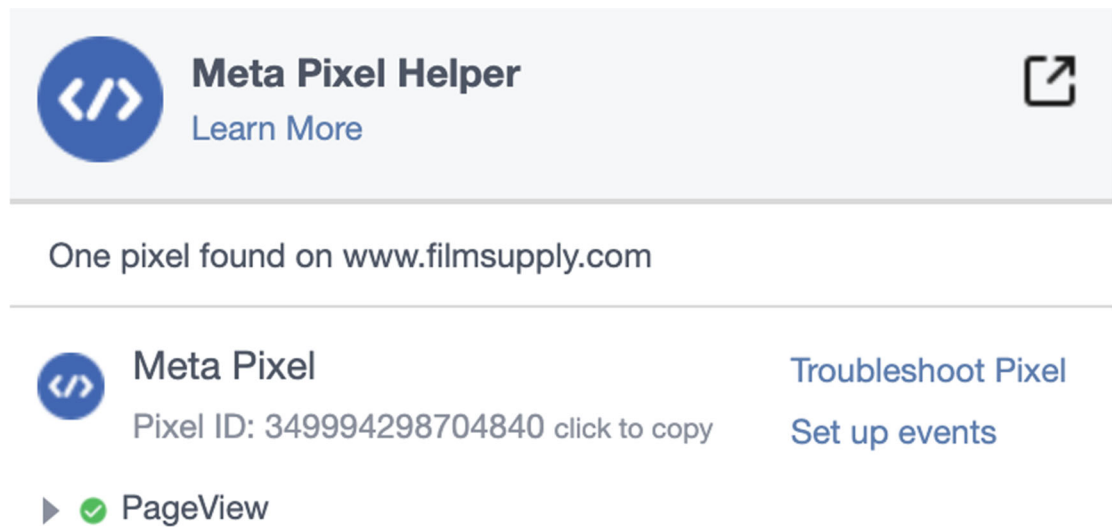 Meta Pixel Helper
Learn More
One pixel found on www.filmsupply.com
Meta Pixel
Troubleshoot Pixel
Pixel ID: 349994298704840 click to copy
Set up events
PageView